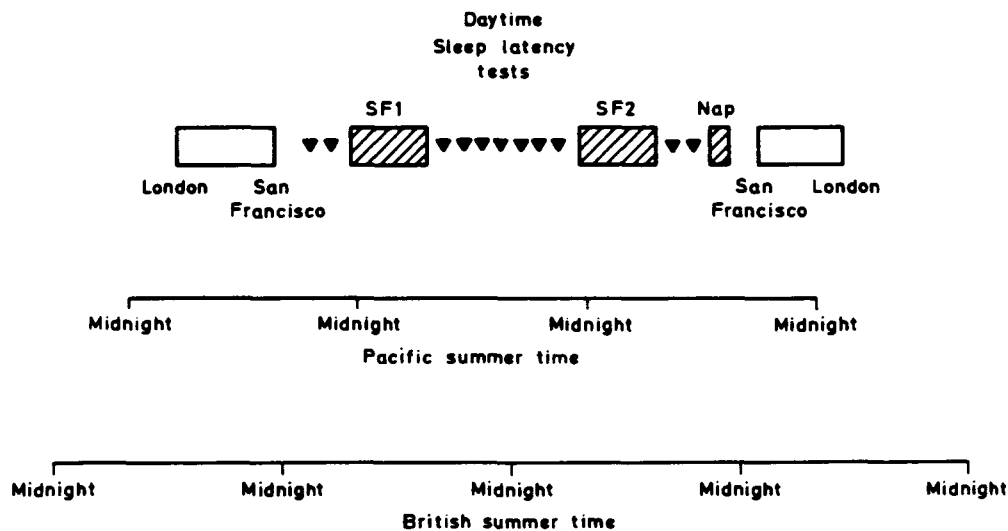 Daytime
Sleep latency
tests
SF1
SF2
Nap
London
San
Francisco
San
Francisco
London
Midnight
Midnight
Midnight
Midnight
Pacific summer time
Midnight
Midnight
Midnight
Midnight
Midnight
British summer time